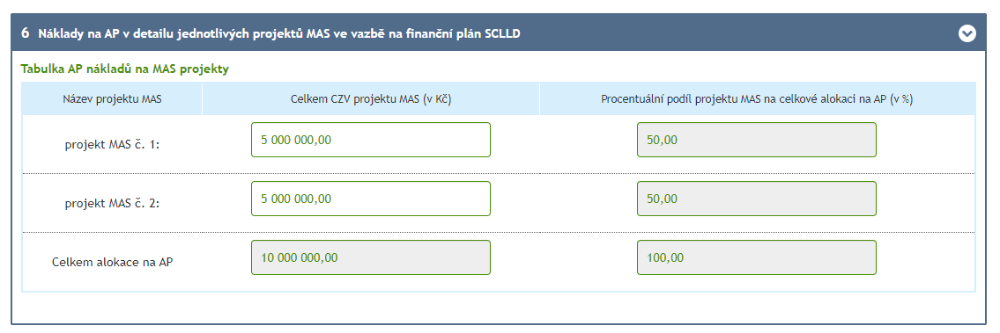 6 Náklady na AP v detailu jednotlivých projektů MAS ve vazbě na finanční plán SCLLD
Tabulka AP nákladů na MAS projekty
Název projektu MAS Celkem CZV projektu MAS (v Kč) Procentuální podíl projektu MAS na celkové alokaci na AP (v %)
projekt MAS č. 1: 5 000 000,00 50,00
projekt MAS č. 2: 5 000 000,00 50,00
Celkem alokace na AP 10 000 000,00 100,00